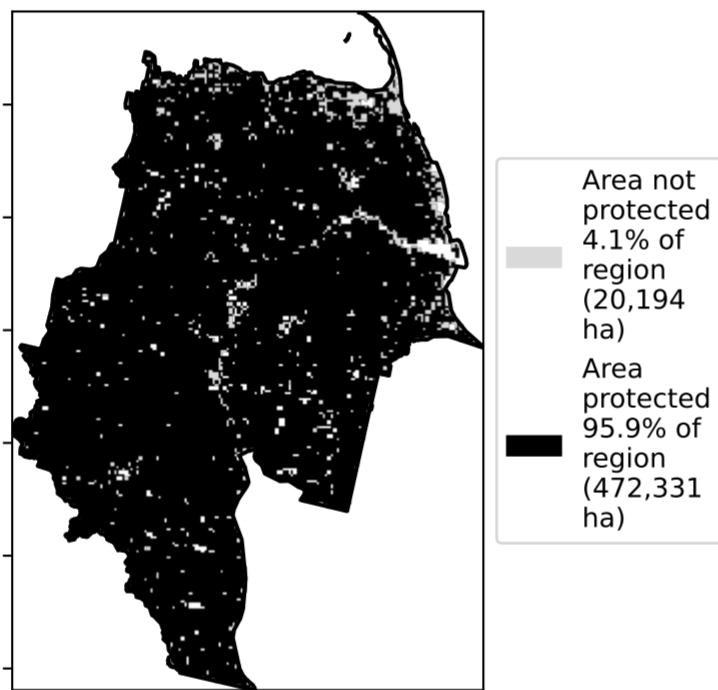 Area not
protected
4.1% of
region
(20,194
ha)
Area
protected
95.9% of
region
(472,331
ha)